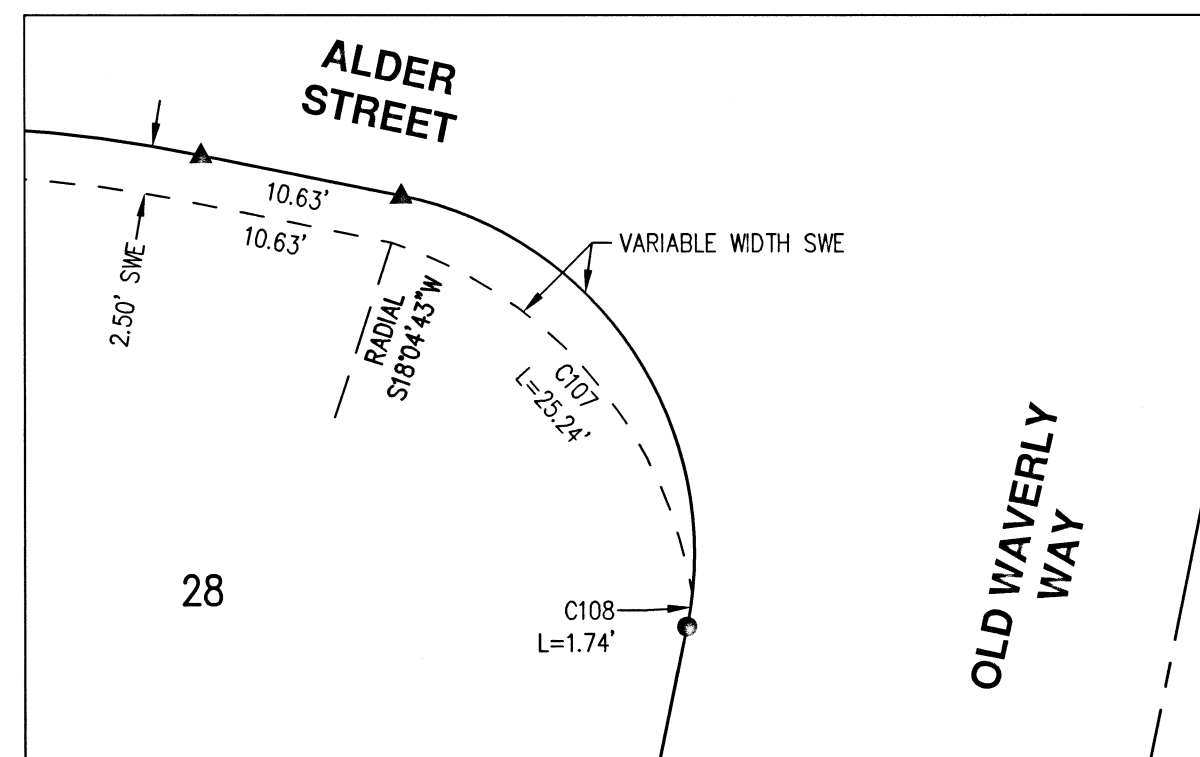 ALDER
STREET
10.63'
10.63'
2.50' SWE
VARIABLE WIDTH SWE
RADIAL
S18°04'43"W
C107
L=25.24'
28
C108
L=1.74'
OLD WAVERLY
WAY